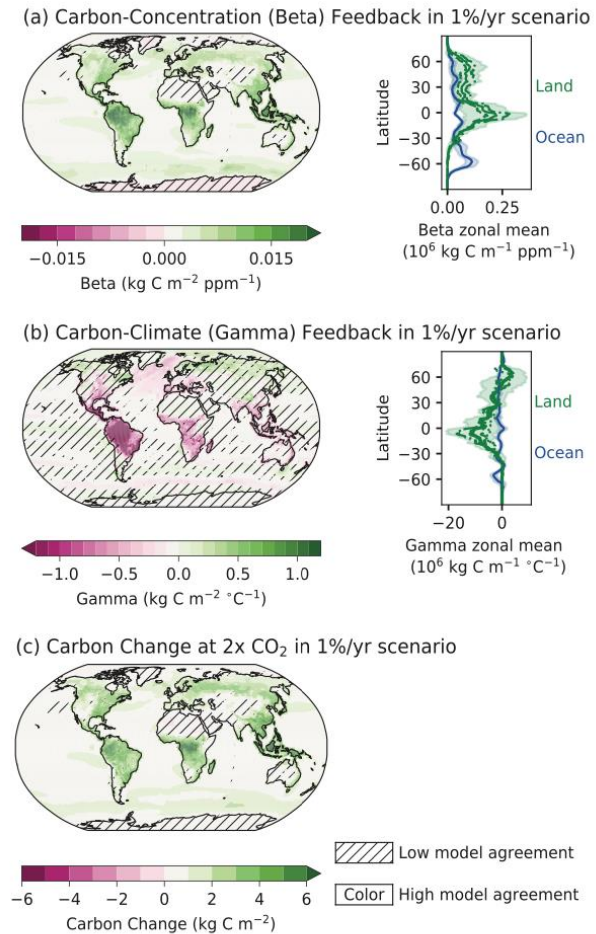 (a) Carbon-Concentration (Beta) Feedback in 1%/yr scenario
60
30
0
−30
−60
Latitude
Land
Ocean
0.00 0.25
Beta zonal mean
(10⁶ kg C m⁻¹ ppm⁻¹)
−0.015 0.000 0.015
Beta (kg C m⁻² ppm⁻¹)
(b) Carbon-Climate (Gamma) Feedback in 1%/yr scenario
60
30
0
−30
−60
Latitude
Land
Ocean
−20 0
Gamma zonal mean
(10⁶ kg C m⁻¹ °C⁻¹)
−1.0 −0.5 0.0 0.5 1.0
Gamma (kg C m⁻² °C⁻¹)
(c) Carbon Change at 2x CO₂ in 1%/yr scenario
−6 −4 −2 0 2 4 6
Carbon Change (kg C m⁻²)
Low model agreement
Color High model agreement